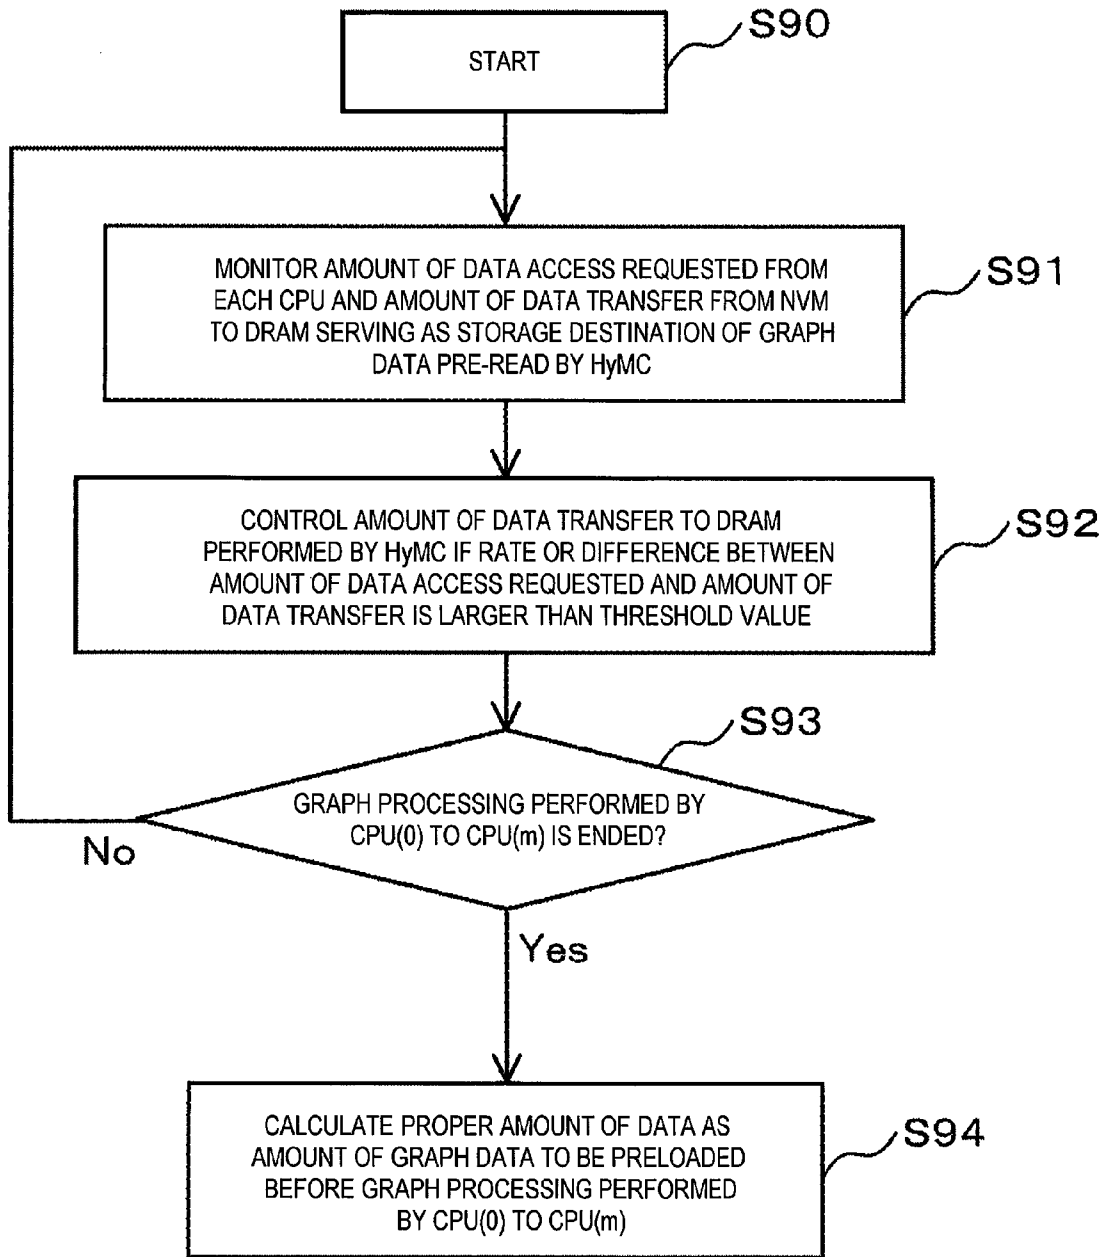 S90
START
MONITOR AMOUNT OF DATA ACCESS REQUESTED FROM
EACH CPU AND AMOUNT OF DATA TRANSFER FROM NVM
TO DRAM SERVING AS STORAGE DESTINATION OF GRAPH
DATA PRE-READ BY HyMC
S91
CONTROL AMOUNT OF DATA TRANSFER TO DRAM
PERFORMED BY HyMC IF RATE OR DIFFERENCE BETWEEN
AMOUNT OF DATA ACCESS REQUESTED AND AMOUNT OF
DATA TRANSFER IS LARGER THAN THRESHOLD VALUE
S92
S93
GRAPH PROCESSING PERFORMED BY
CPU(0) TO CPU(m) IS ENDED?
No
Yes
CALCULATE PROPER AMOUNT OF DATA AS
AMOUNT OF GRAPH DATA TO BE PRELOADED
BEFORE GRAPH PROCESSING PERFORMED
BY CPU(0) TO CPU(m)
S94